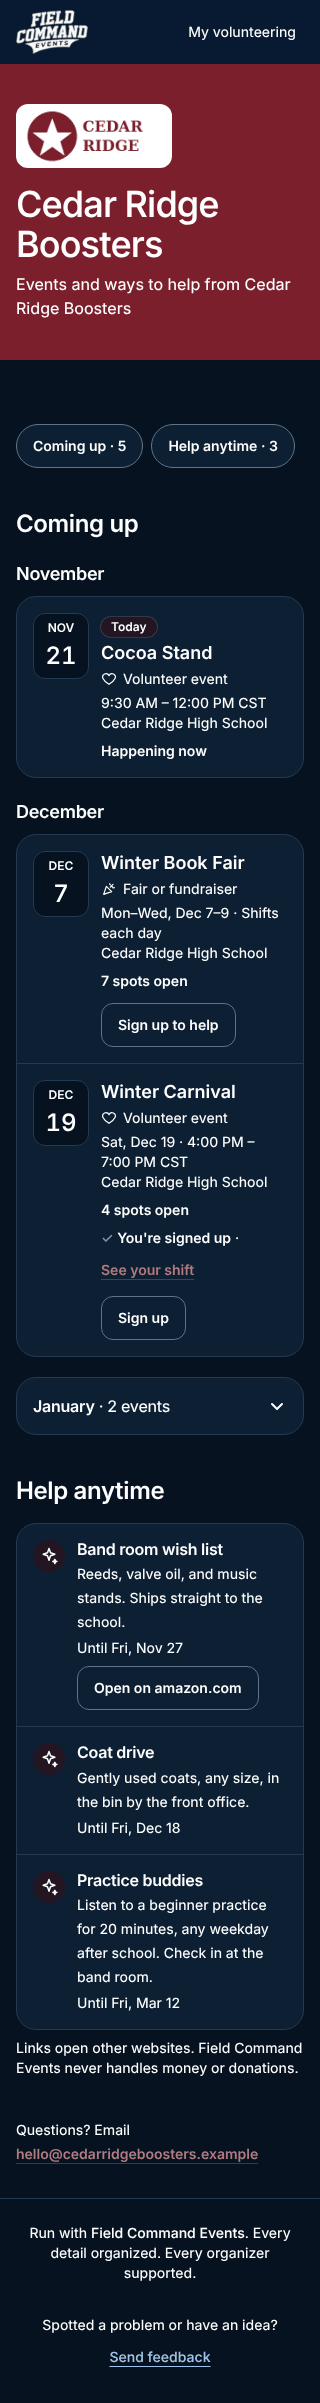 FIELD
COMMAND
EVENTS
My volunteering
CEDAR
RIDGE
Cedar Ridge
Boosters
Events and ways to help from Cedar
Ridge Boosters
Coming up · 5
Help anytime · 3
Coming up
November
NOV
21
Today
Cocoa Stand
Volunteer event
9:30 AM – 12:00 PM CST
Cedar Ridge High School
Happening now
December
DEC
7
Winter Book Fair
Fair or fundraiser
Mon–Wed, Dec 7–9 · Shifts
each day
Cedar Ridge High School
7 spots open
Sign up to help
DEC
19
Winter Carnival
Volunteer event
Sat, Dec 19 · 4:00 PM –
7:00 PM CST
Cedar Ridge High School
4 spots open
✓ You're signed up ·
See your shift
Sign up
January · 2 events
Help anytime
Band room wish list
Reeds, valve oil, and music
stands. Ships straight to the
school.
Until Fri, Nov 27
Open on amazon.com
Coat drive
Gently used coats, any size, in
the bin by the front office.
Until Fri, Dec 18
Practice buddies
Listen to a beginner practice
for 20 minutes, any weekday
after school. Check in at the
band room.
Until Fri, Mar 12
Links open other websites. Field Command
Events never handles money or donations.
Questions? Email
hello@cedarridgeboosters.example
Run with Field Command Events. Every
detail organized. Every organizer
supported.
Spotted a problem or have an idea?
Send feedback